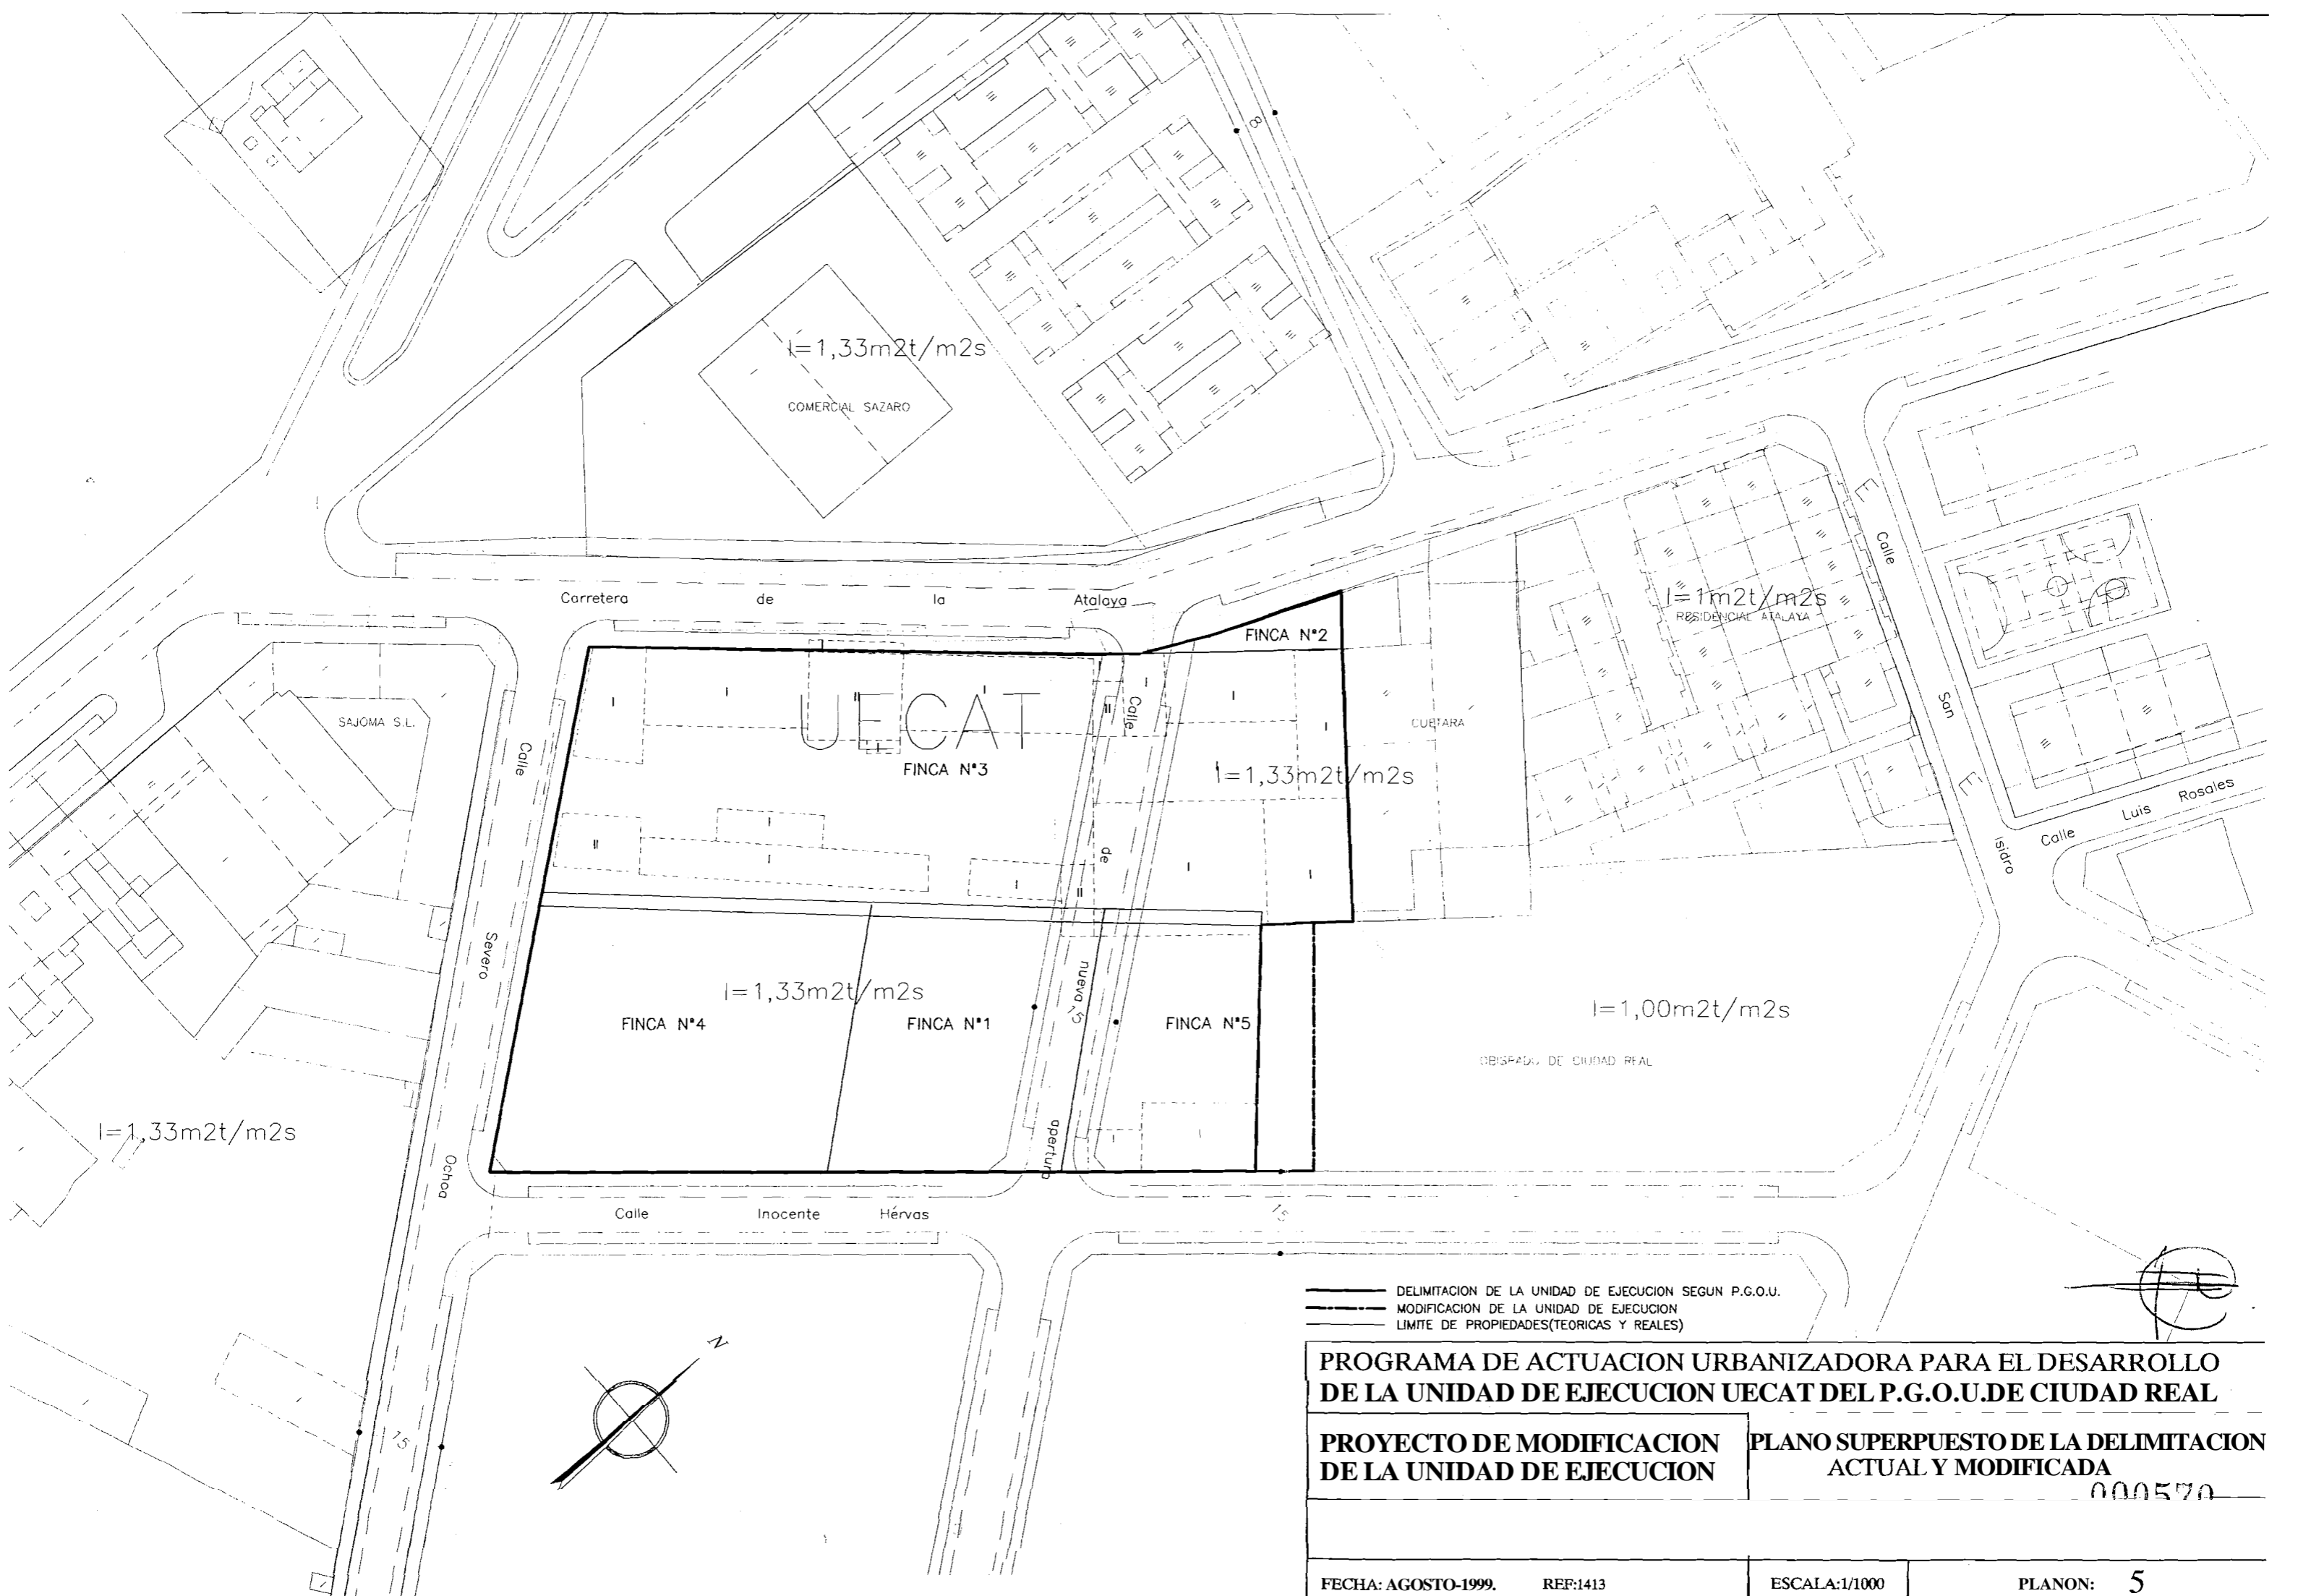 8
I=1,33m2t/m2s
COMERCIAL SAZARO
Carretera de la Atalaya
FINCA Nº2
I=1m2t/m2s
RESIDENCIAL ATALAYA
Calle San Isidro
Calle Luis Rosales
SAJOMA S.L.
UECAT
FINCA Nº3
I=1,33m2t/m2s
Calle Severo Ochoa
Calle de nueva apertura
15
I=1,33m2t/m2s
FINCA Nº4
FINCA Nº1
FINCA Nº5
I=1,00m2t/m2s
OBISPADO DE CIUDAD REAL
I=1,33m2t/m2s
Calle Inocente Hérvas
15
15
N
DELIMITACION DE LA UNIDAD DE EJECUCION SEGUN P.G.O.U.
MODIFICACION DE LA UNIDAD DE EJECUCION
LIMITE DE PROPIEDADES(TEORICAS Y REALES)
PROGRAMA DE ACTUACION URBANIZADORA PARA EL DESARROLLO
DE LA UNIDAD DE EJECUCION UECAT DEL P.G.O.U.DE CIUDAD REAL
PROYECTO DE MODIFICACION
DE LA UNIDAD DE EJECUCION
PLANO SUPERPUESTO DE LA DELIMITACION
ACTUAL Y MODIFICADA
000570
FECHA: AGOSTO-1999. REF:1413 ESCALA:1/1000 PLANON: 5